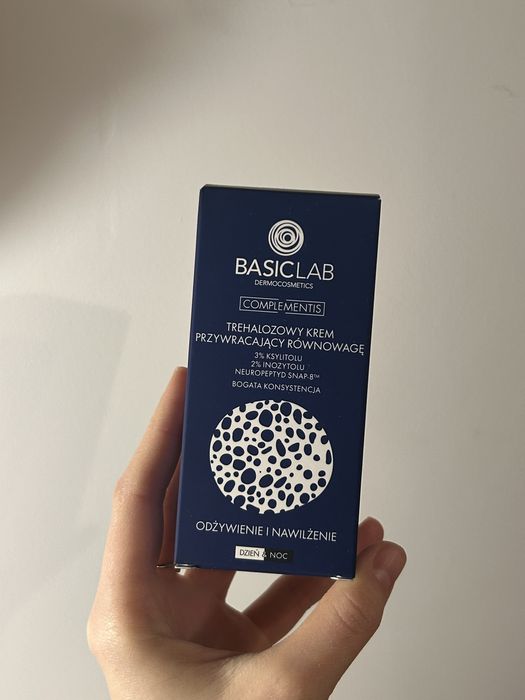 BASICLAB
DERMOCOSMETICS
COMPLEMENTIS
TREHALOZOWY KREM
PRZYWRACAJĄCY RÓWNOWAGĘ
3% KSYLITOLU
2% INOZYTOLU
NEUROPEPTYD SNAP-8™
BOGATA KONSYSTENCJA
ODŻYWIENIE I NAWILŻENIE
DZIEŃ & NOC